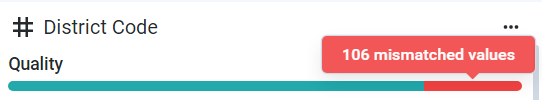 # District Code
106 mismatched values
Quality